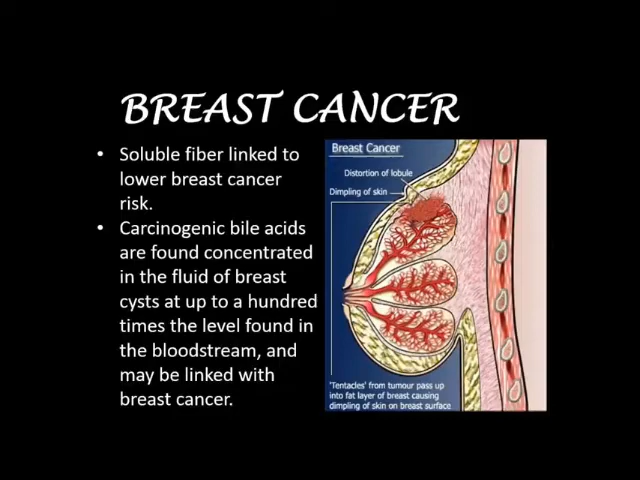 BREAST CANCER
• Soluble fiber linked to
lower breast cancer
risk.
• Carcinogenic bile acids
are found concentrated
in the fluid of breast
cysts at up to a hundred
times the level found in
the bloodstream, and
may be linked with
breast cancer.
Breast Cancer
Distortion of lobule
Dimpling of skin
'Tentacles' from tumour pass up
into fat layer of breast causing
dimpling of skin on breast surface